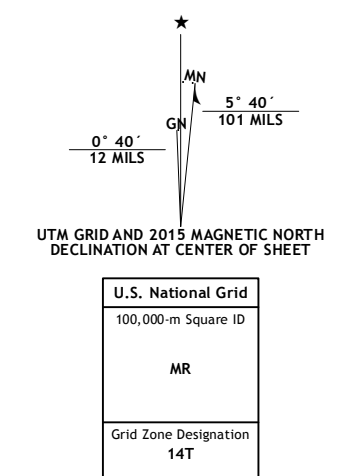 ★
MN
GN
5° 40´
101 MILS
0° 40´
12 MILS
UTM GRID AND 2015 MAGNETIC NORTH
DECLINATION AT CENTER OF SHEET
U.S. National Grid
100,000-m Square ID
MR
Grid Zone Designation
14T